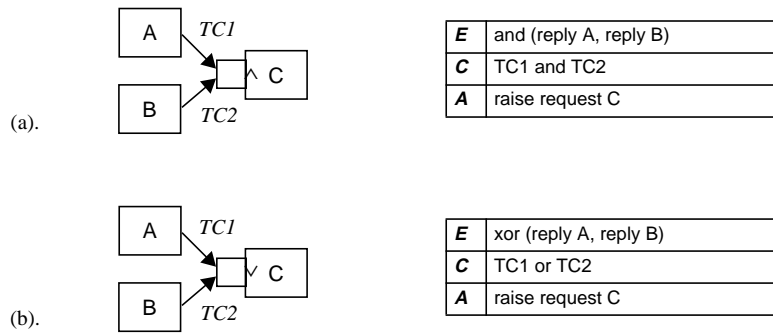 A
TC1
C
B
TC2
(a).
E and (reply A, reply B)
C TC1 and TC2
A raise request C
A
TC1
C
B
TC2
(b).
E xor (reply A, reply B)
C TC1 or TC2
A raise request C